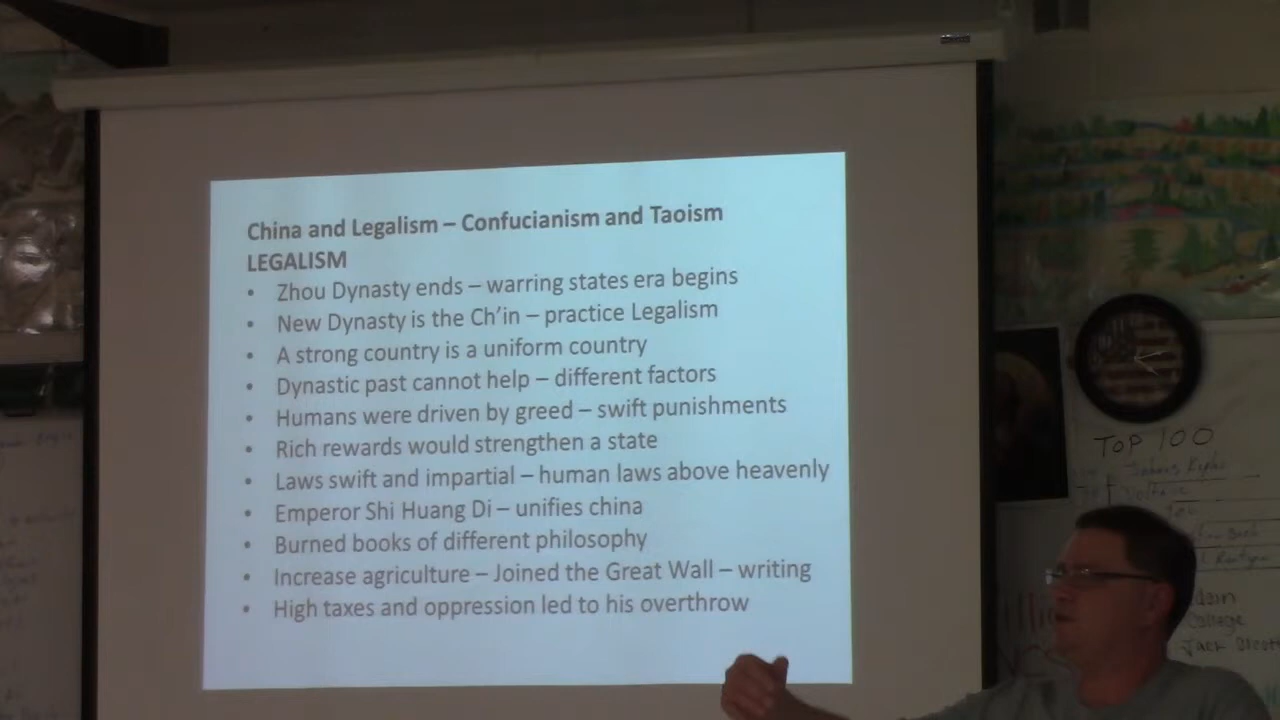 China and Legalism – Confucianism and Taoism
LEGALISM
• Zhou Dynasty ends – warring states era begins
• New Dynasty is the Ch'in – practice Legalism
• A strong country is a uniform country
• Dynastic past cannot help – different factors
• Humans were driven by greed – swift punishments
• Rich rewards would strengthen a state
• Laws swift and impartial – human laws above heavenly
• Emperor Shi Huang Di – unifies china
• Burned books of different philosophy
• Increase agriculture – Joined the Great Wall – writing
• High taxes and oppression led to his overthrow
TOP 100
College
Jack